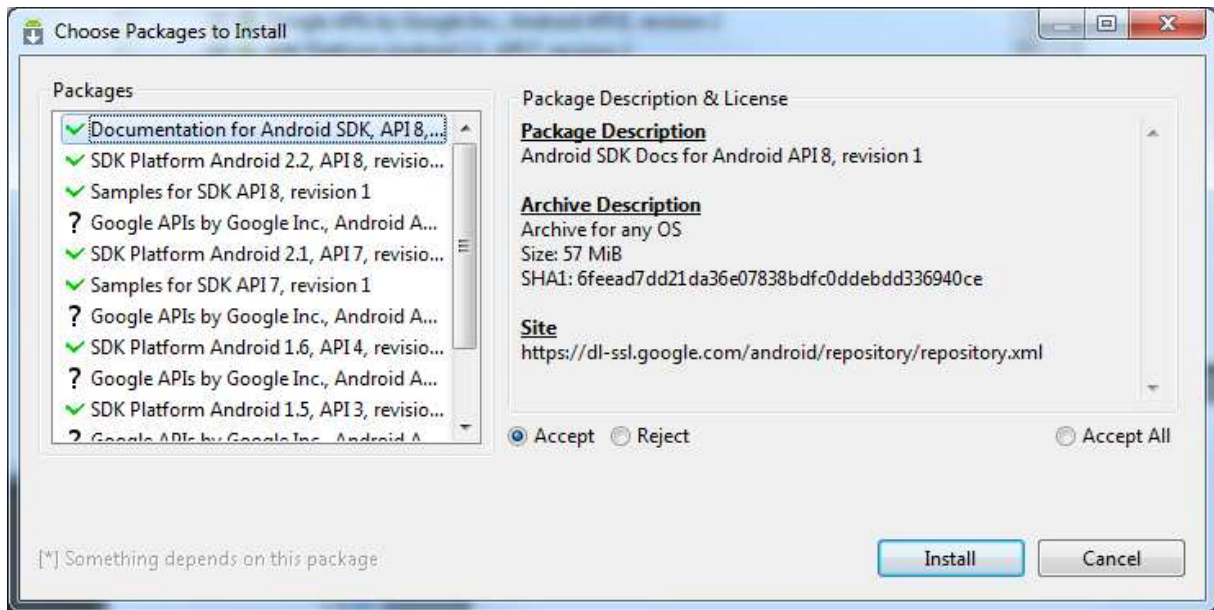 Choose Packages to Install
Packages
Documentation for Android SDK, API 8,...
SDK Platform Android 2.2, API 8, revisio...
Samples for SDK API 8, revision 1
? Google APIs by Google Inc., Android A...
SDK Platform Android 2.1, API 7, revisio...
Samples for SDK API 7, revision 1
? Google APIs by Google Inc., Android A...
SDK Platform Android 1.6, API 4, revisio...
? Google APIs by Google Inc., Android A...
SDK Platform Android 1.5, API 3, revisio...
? Google APIs by Google Inc., Android A
Package Description & License
Package Description
Android SDK Docs for Android API 8, revision 1
Archive Description
Archive for any OS
Size: 57 MiB
SHA1: 6feead7dd21da36e07838bdfc0ddebdd336940ce
Site
https://dl-ssl.google.com/android/repository/repository.xml
Accept Reject Accept All
[*] Something depends on this package
Install Cancel